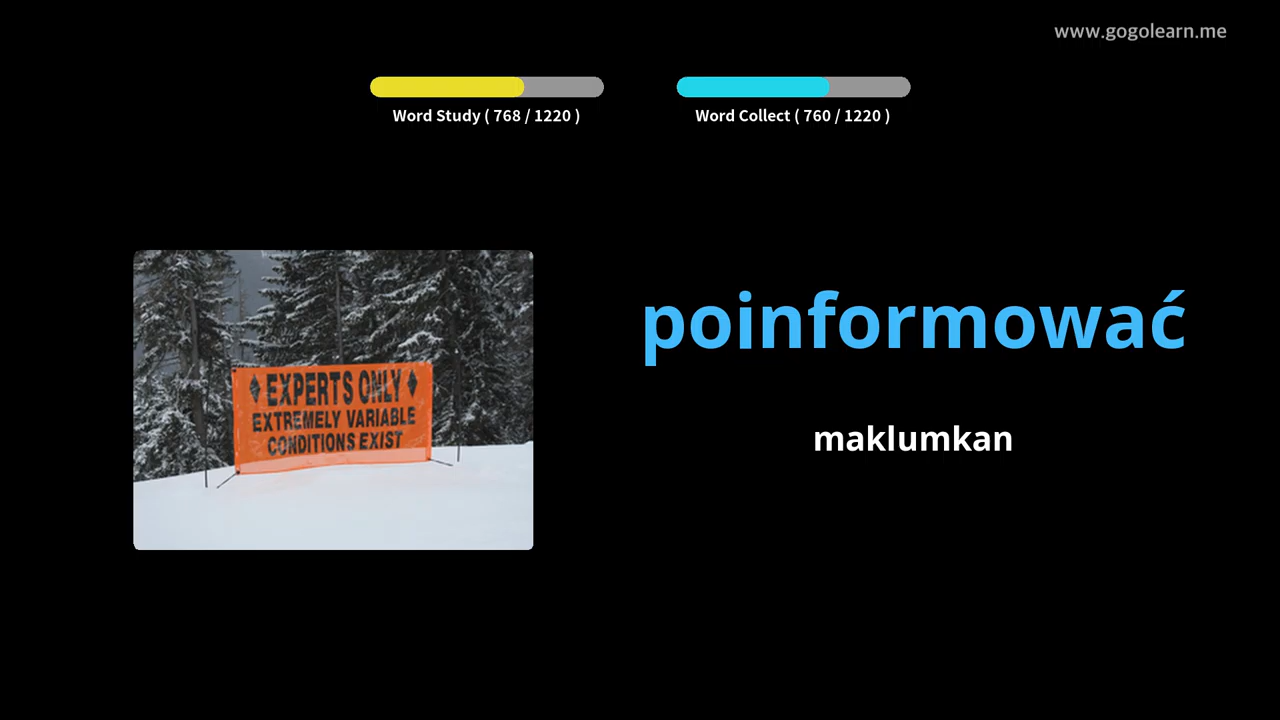 www.gogolearn.me
Word Study ( 768 / 1220 )
Word Collect ( 760 / 1220 )
EXPERTS ONLY
EXTREMELY VARIABLE
CONDITIONS EXIST
poinformować
maklumkan